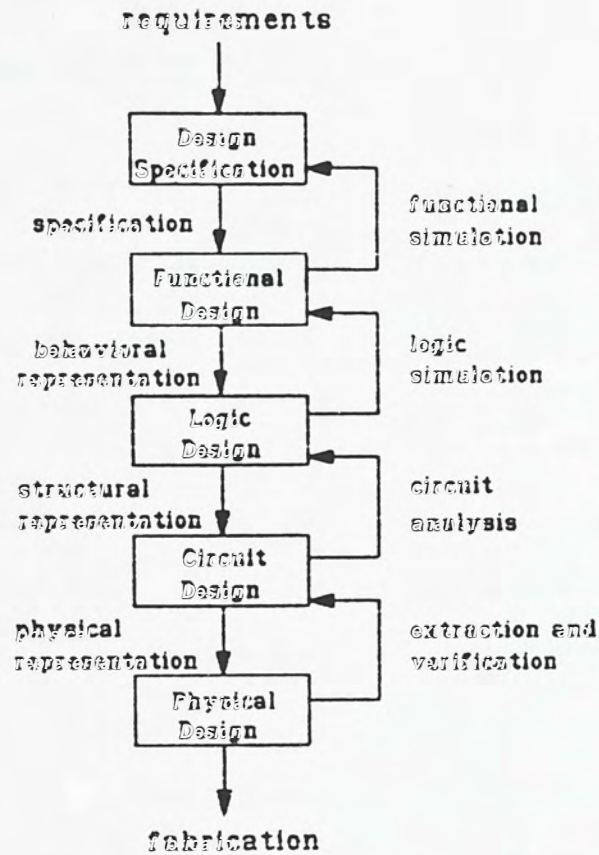 requirements
Design
Specification
specification
functional
simulation
Functional
Design
behavioral
representation
logic
simulation
Logic
Design
structural
representation
circuit
analysis
Circuit
Design
physical
representation
extraction and
verification
Physical
Design
fabrication